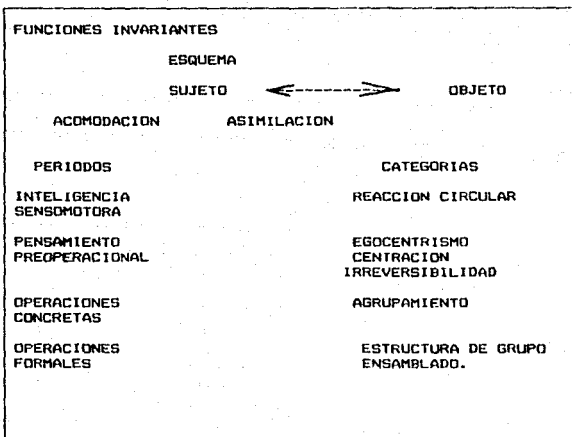 FUNCIONES INVARIANTES
ESQUEMA
SUJETO <-------> OBJETO
ACOMODACION ASIMILACION
PERIODOS CATEGORIAS
INTELIGENCIA REACCION CIRCULAR
SENSOMOTORA
PENSAMIENTO EGOCENTRISMO
PREOPERACIONAL CENTRACION
IRREVERSIBILIDAD
OPERACIONES AGRUPAMIENTO
CONCRETAS
OPERACIONES ESTRUCTURA DE GRUPO
FORMALES ENSAMBLADO.